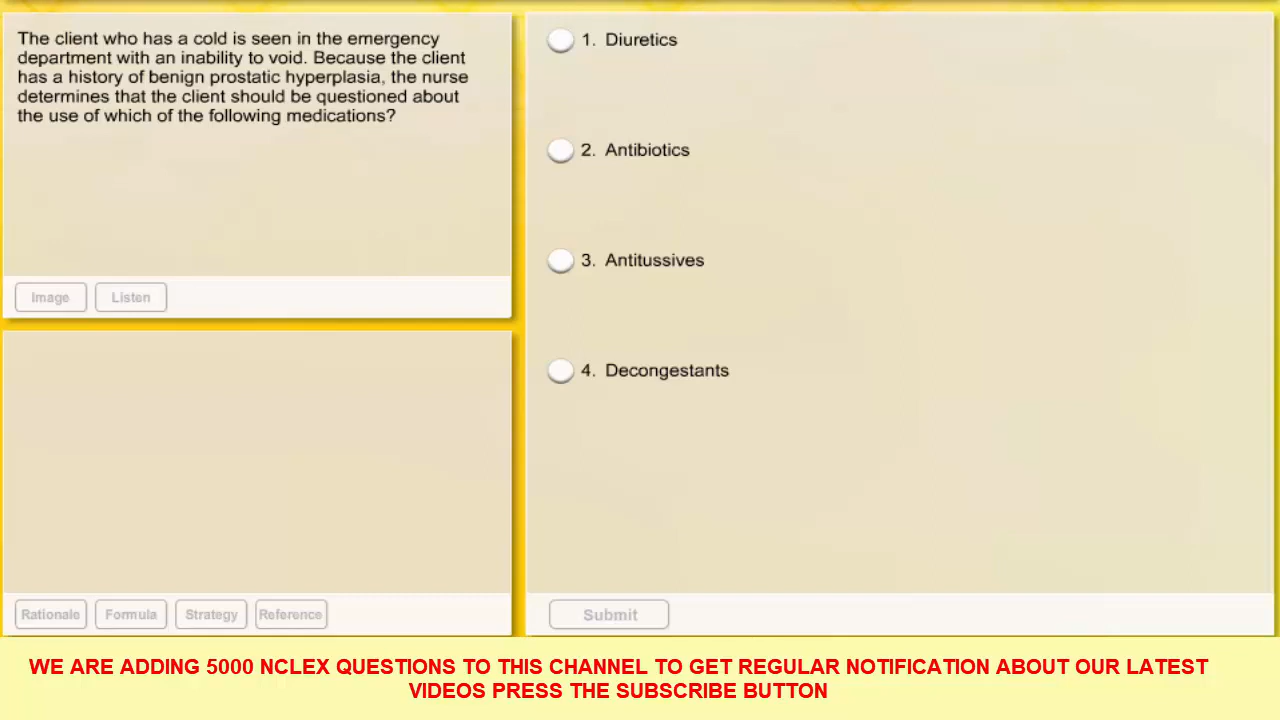 The client who has a cold is seen in the emergency
department with an inability to void. Because the client
has a history of benign prostatic hyperplasia, the nurse
determines that the client should be questioned about
the use of which of the following medications?
Image Listen
Rationale Formula Strategy Reference
1. Diuretics
2. Antibiotics
3. Antitussives
4. Decongestants
Submit
WE ARE ADDING 5000 NCLEX QUESTIONS TO THIS CHANNEL TO GET REGULAR NOTIFICATION ABOUT OUR LATEST
VIDEOS PRESS THE SUBSCRIBE BUTTON